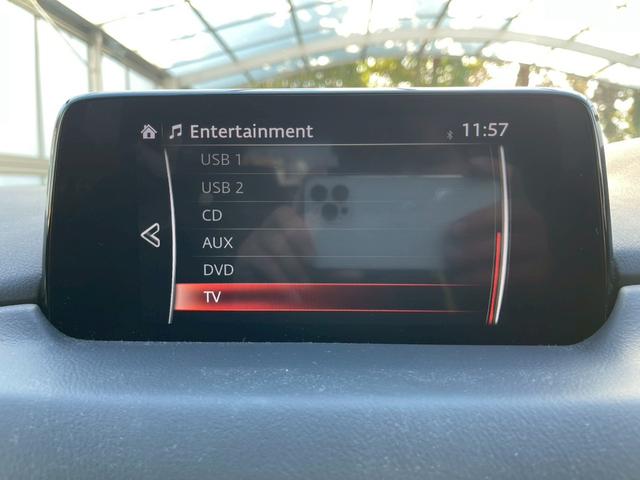 Entertainment 11:57
USB 1
USB 2
CD
AUX
DVD
TV